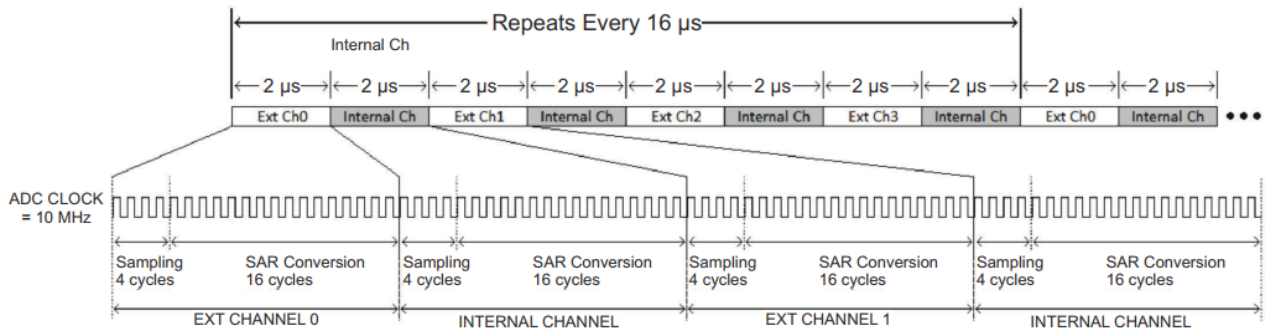 Repeats Every 16 µs
Internal Ch
2 µs 2 µs 2 µs 2 µs 2 µs 2 µs 2 µs 2 µs 2 µs 2 µs
Ext Ch0 Internal Ch Ext Ch1 Internal Ch Ext Ch2 Internal Ch Ext Ch3 Internal Ch Ext Ch0 Internal Ch
ADC CLOCK
= 10 MHz
Sampling SAR Conversion Sampling SAR Conversion Sampling SAR Conversion Sampling SAR Conversion
4 cycles 16 cycles 4 cycles 16 cycles 4 cycles 16 cycles 4 cycles 16 cycles
EXT CHANNEL 0 INTERNAL CHANNEL EXT CHANNEL 1 INTERNAL CHANNEL